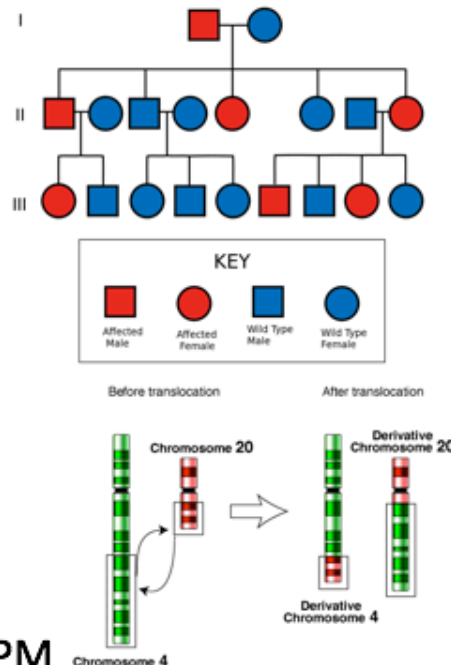 I
II
III
KEY
Affected
Male
Affected
Female
Wild Type
Male
Wild Type
Female
Before translocation
After translocation
Chromosome 20
Derivative
Chromosome 20
Derivative
Chromosome 4
PM
Chromosome 4